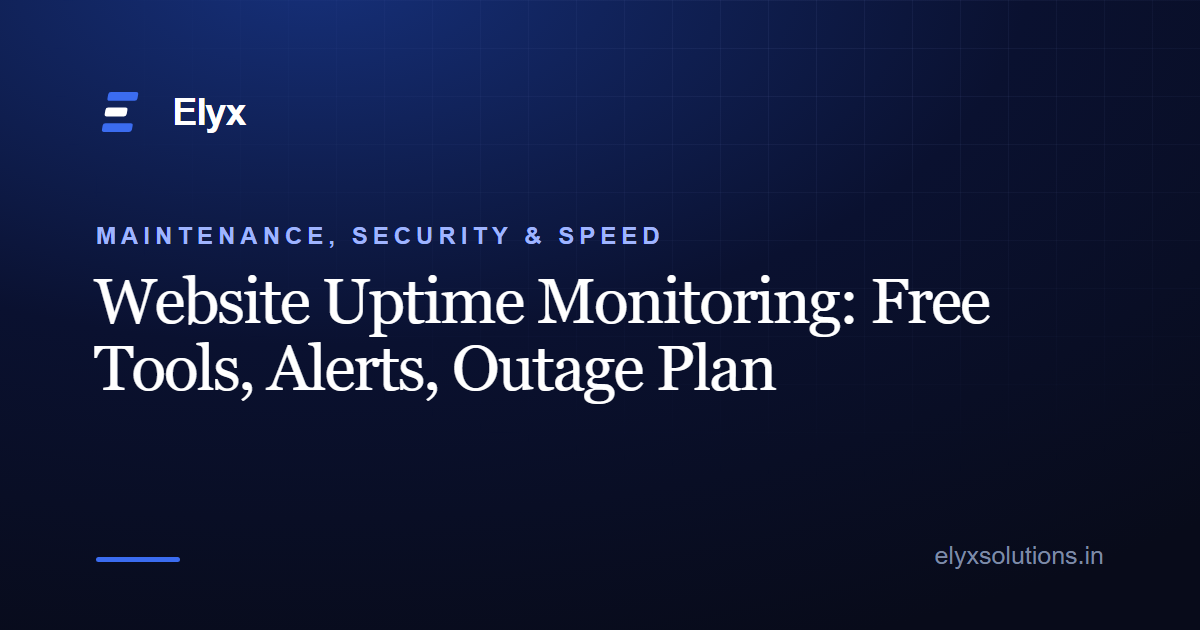 Elyx
MAINTENANCE, SECURITY & SPEED
Website Uptime Monitoring: Free
Tools, Alerts, Outage Plan
elyxsolutions.in